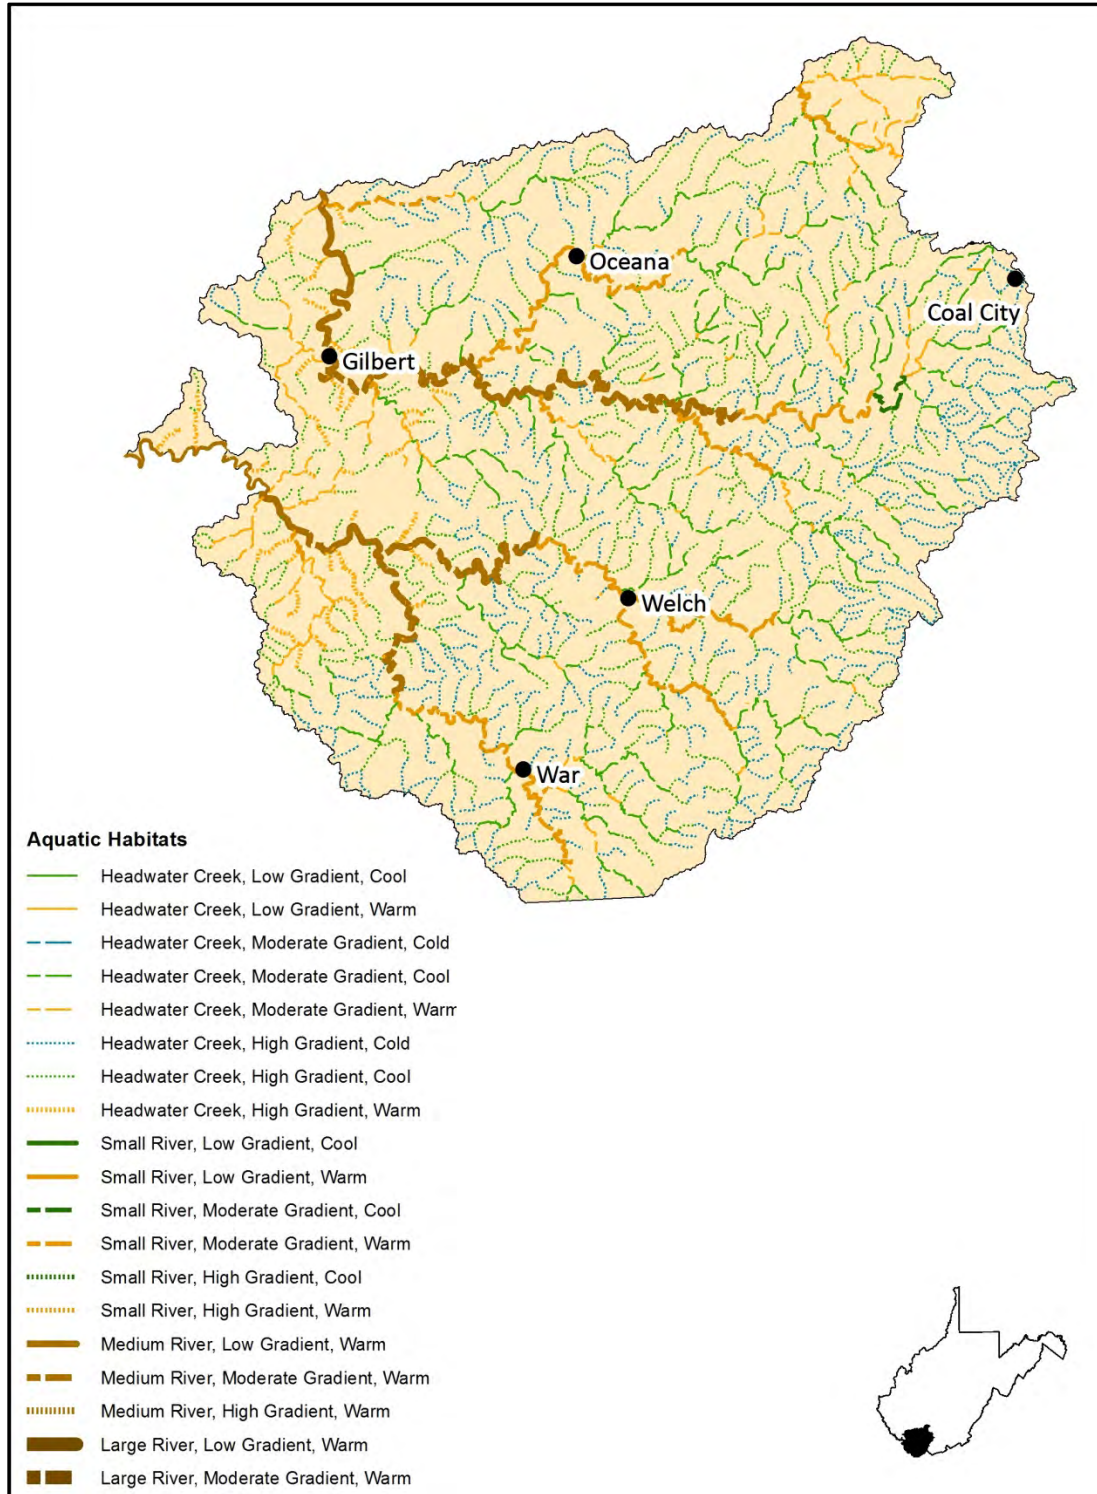 Oceana
Coal City
Gilbert
Welch
War
Aquatic Habitats
Headwater Creek, Low Gradient, Cool
Headwater Creek, Low Gradient, Warm
Headwater Creek, Moderate Gradient, Cold
Headwater Creek, Moderate Gradient, Cool
Headwater Creek, Moderate Gradient, Warm
Headwater Creek, High Gradient, Cold
Headwater Creek, High Gradient, Cool
Headwater Creek, High Gradient, Warm
Small River, Low Gradient, Cool
Small River, Low Gradient, Warm
Small River, Moderate Gradient, Cool
Small River, Moderate Gradient, Warm
Small River, High Gradient, Cool
Small River, High Gradient, Warm
Medium River, Low Gradient, Warm
Medium River, Moderate Gradient, Warm
Medium River, High Gradient, Warm
Large River, Low Gradient, Warm
Large River, Moderate Gradient, Warm